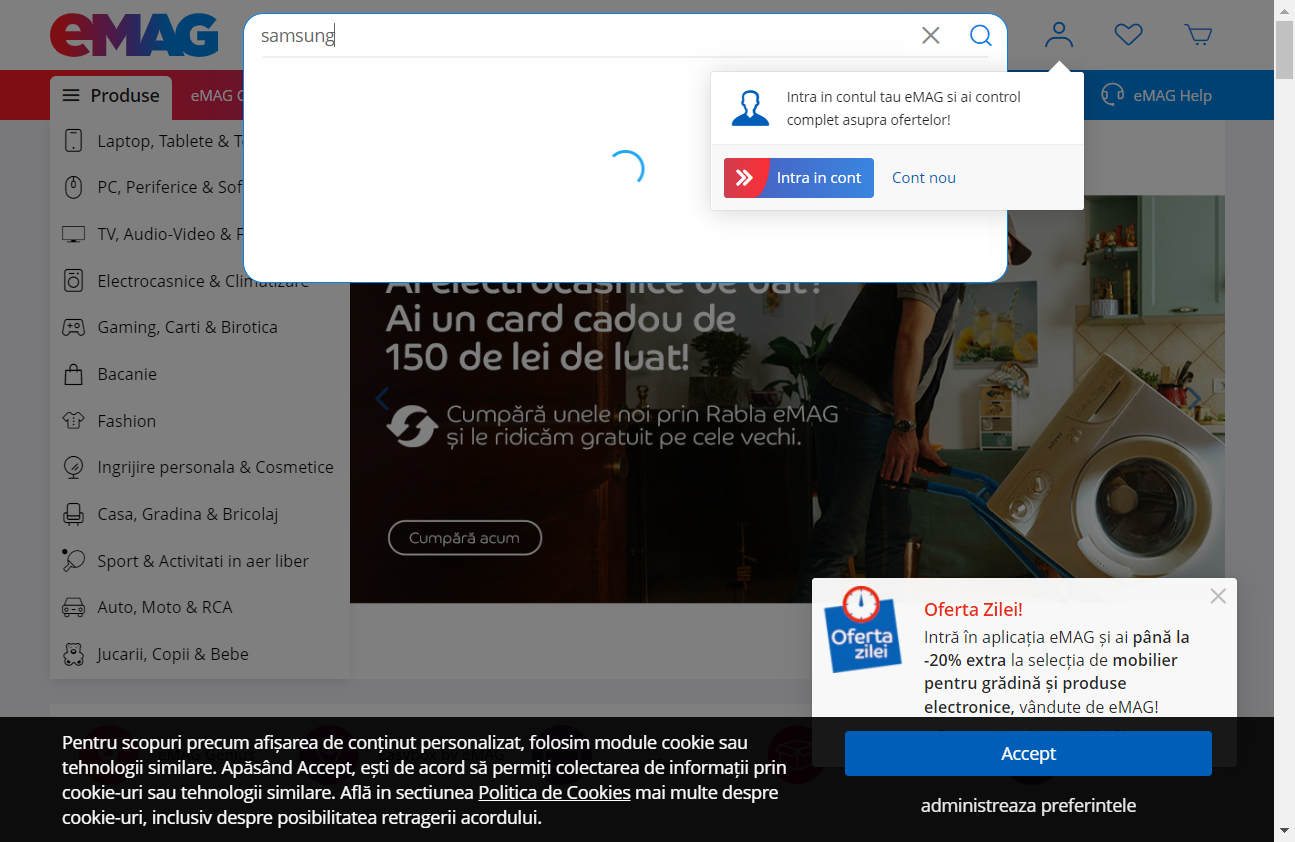 eMAG
samsung
Produse
eMAG
eMAG Help
Intra in contul tau eMAG si ai control
complet asupra ofertelor!
Intra in cont
Cont nou
Laptop, Tablete &
PC, Periferice &
TV, Audio-Video &
Electrocasnice & Climatizare
Gaming, Carti & Birotica
Bacanie
Fashion
Ingrijire personala & Cosmetice
Casa, Gradina & Bricolaj
Sport & Activitati in aer liber
Auto, Moto & RCA
Jucarii, Copii & Bebe
Ai electrocasnice de dat?
Ai un card cadou de
150 de lei de luat!
Cumpără unele noi prin Rabla eMAG
și le ridicăm gratuit pe cele vechi.
Cumpără acum
Oferta
zilei
Oferta Zilei!
Intră în aplicația eMAG și ai până la
-20% extra la selecția de mobilier
pentru grădină și produse
electronice, vândute de eMAG!
Pentru scopuri precum afișarea de conținut personalizat, folosim module cookie sau
tehnologii similare. Apăsând Accept, ești de acord să permiți colectarea de informații prin
cookie-uri sau tehnologii similare. Află in sectiunea Politica de Cookies mai multe despre
cookie-uri, inclusiv despre posibilitatea retragerii acordului.
Accept
administreaza preferintele